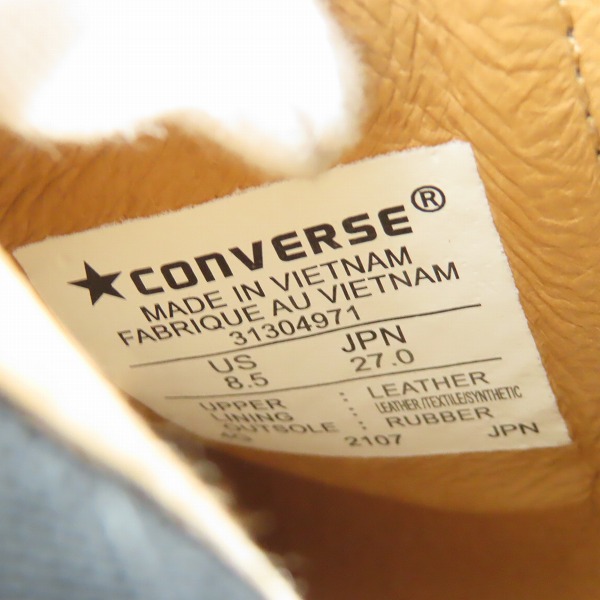 ★CONVERSE®
MADE IN VIETNAM
FABRIQUE AU VIETNAM
31304971
US JPN
8.5 27.0
UPPER : LEATHER
LINING : LEATHER/TEXTILE/SYNTHETIC
OUTSOLE : RUBBER
2107 JPN